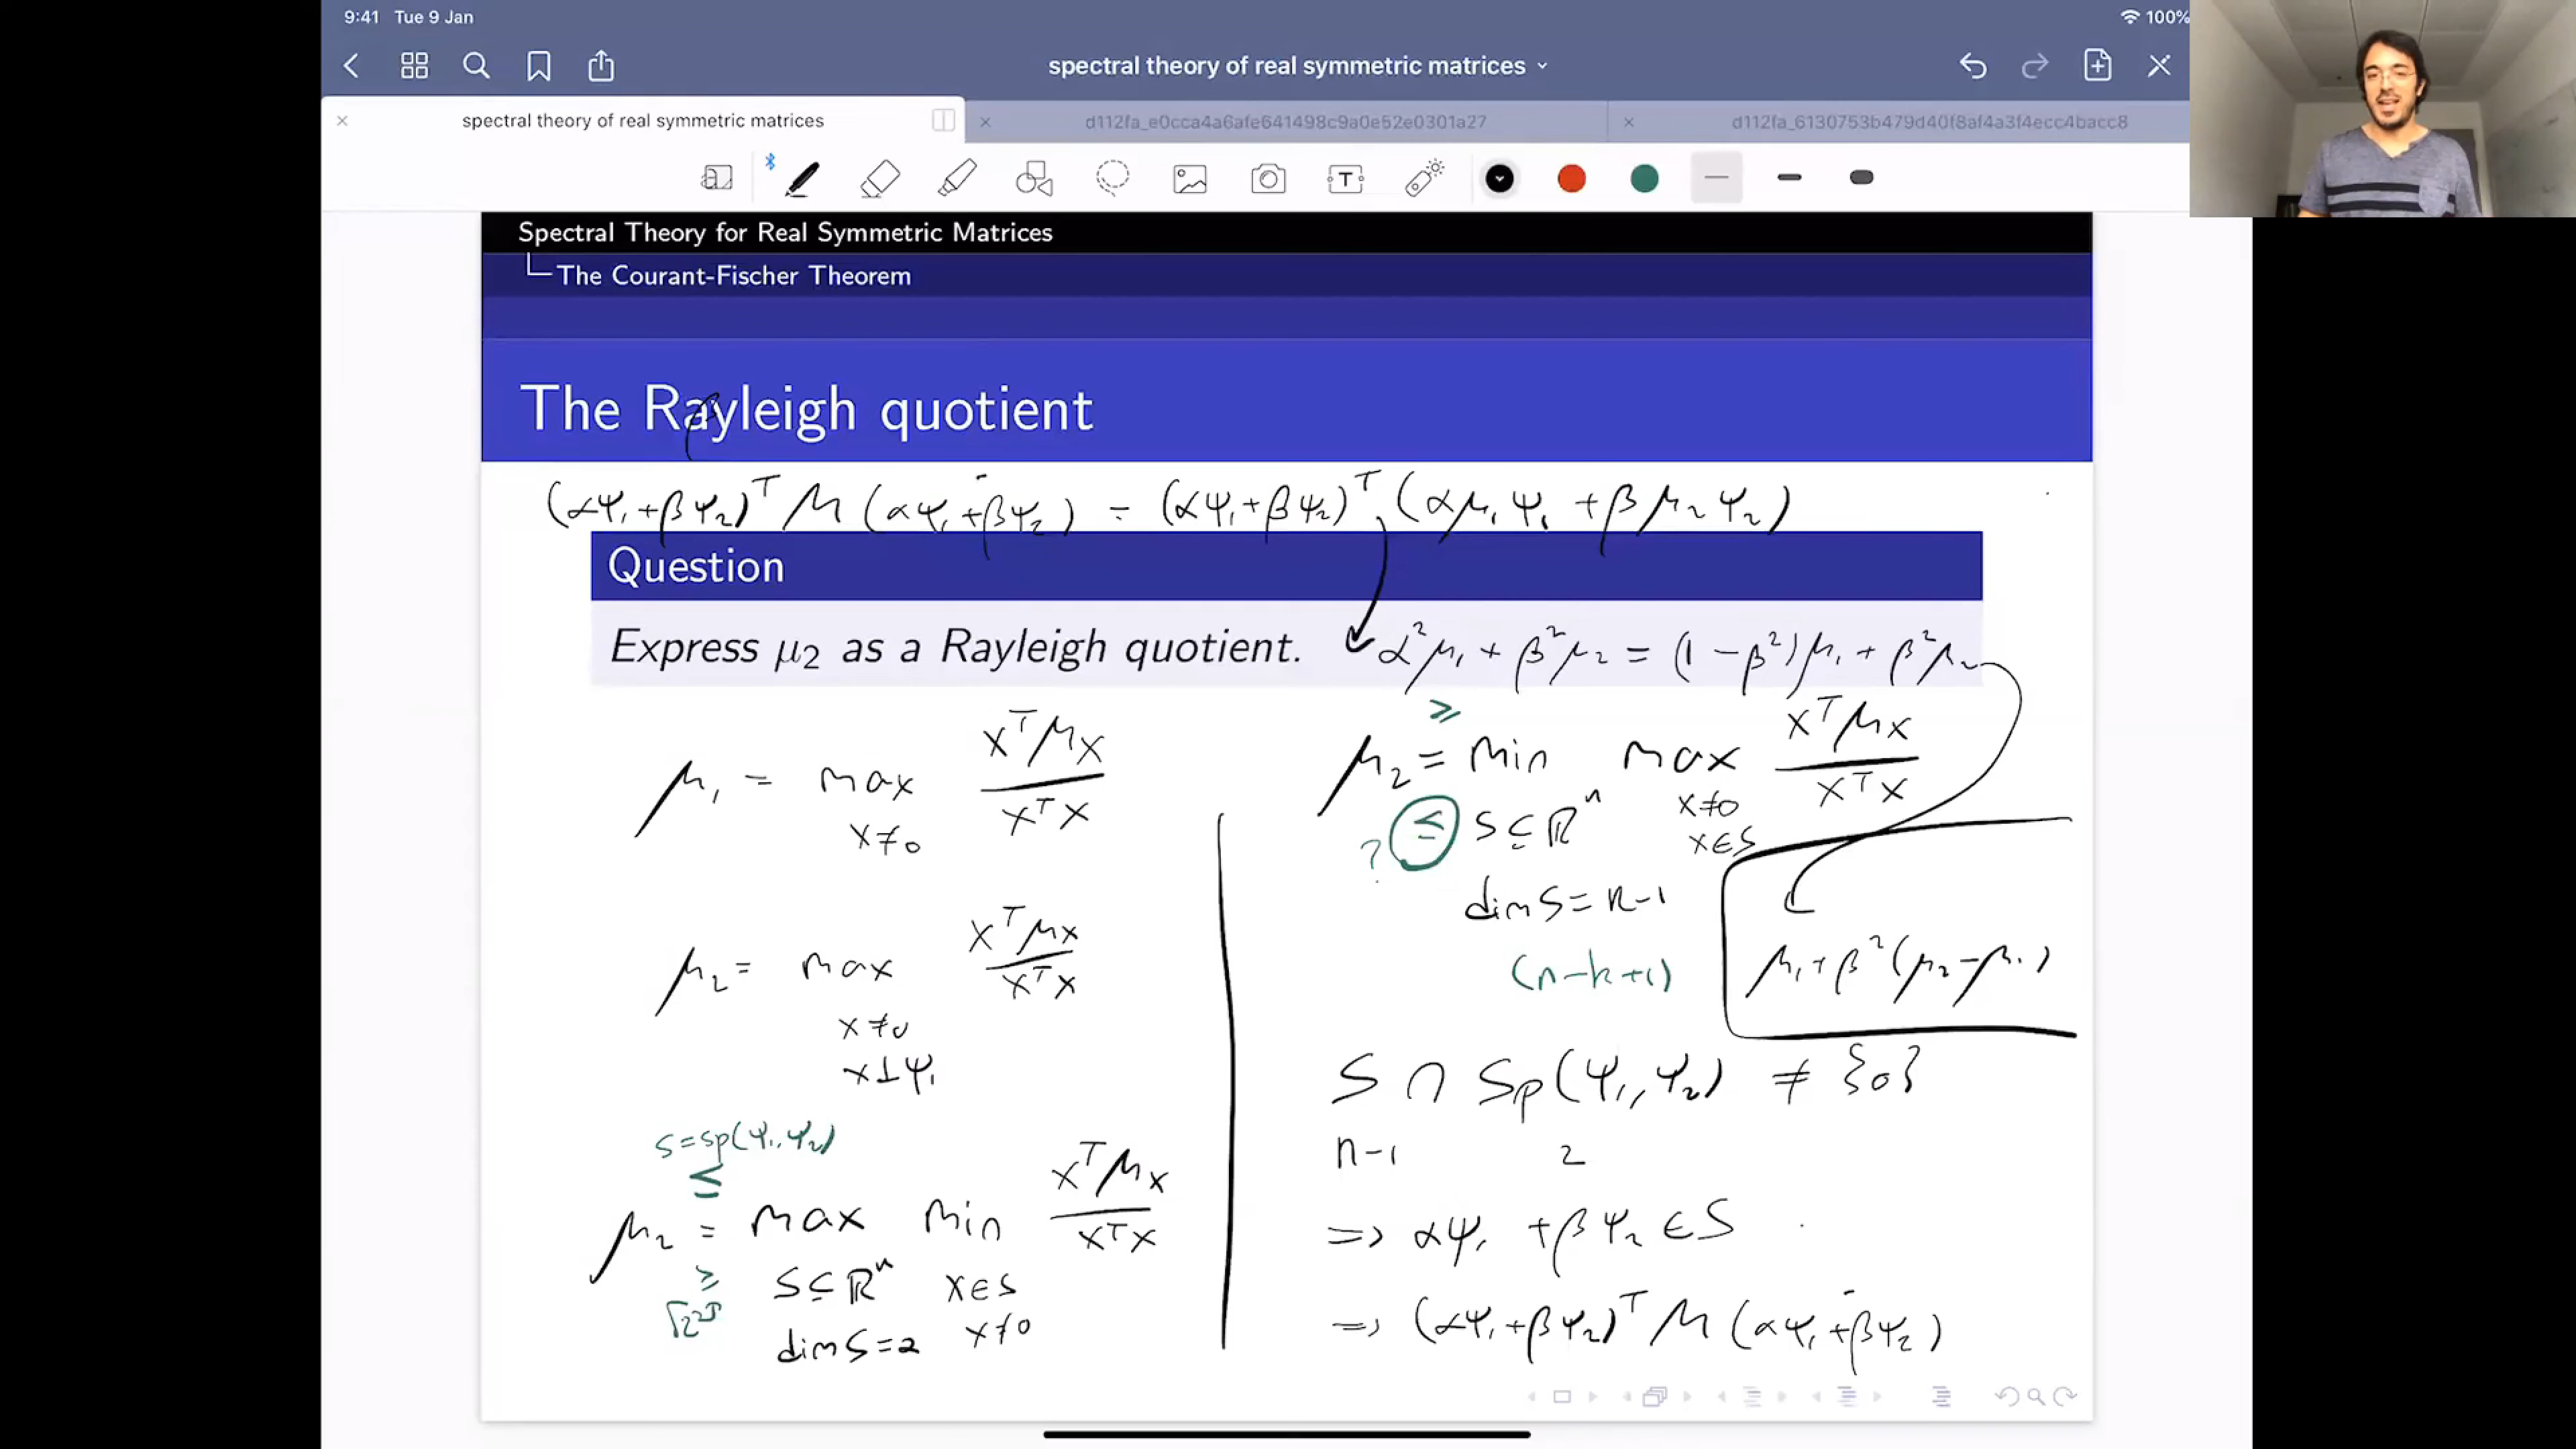 9:41 Tue 9 Jan 100%
spectral theory of real symmetric matrices
spectral theory of real symmetric matrices
d112fa_e0cca4a6afe641498c9a0e52e0301a27
d112fa_6130753b479d40f8af4a3f4ecc4bacc8
Spectral Theory for Real Symmetric Matrices
The Courant-Fischer Theorem
The Rayleigh quotient
(αψ₁+βψ₂)ᵀ M (αψ₁+βψ₂) = (αψ₁+βψ₂)ᵀ (αμ₁ψ₁ + βμ₂ψ₂)
Question
Express μ₂ as a Rayleigh quotient.
α²μ₁ + β²μ₂ = (1-β²)μ₁ + β²μ₂
μ₁ = max xᵀMx / xᵀx
x≠0
μ₂ = max xᵀMx / xᵀx
x≠0
x⊥ψ₁
S=sp(ψ₁,ψ₂)
≤
μ₂ = max min xᵀMx / xᵀx
≥ S⊆ℝⁿ x∈S
dim S=2 x≠0
≥
μ₂ = min max xᵀMx / xᵀx
≤ S⊆ℝⁿ x≠0
? x∈S
dim S = n-1
(n-k+1)
μ₁+β²(μ₂-μ₁)
S ∩ Sp(ψ₁,ψ₂) ≠ {0}
n-1 2
=> αψ₁ +βψ₂ ∈ S
=> (αψ₁+βψ₂)ᵀ M (αψ₁+βψ₂)